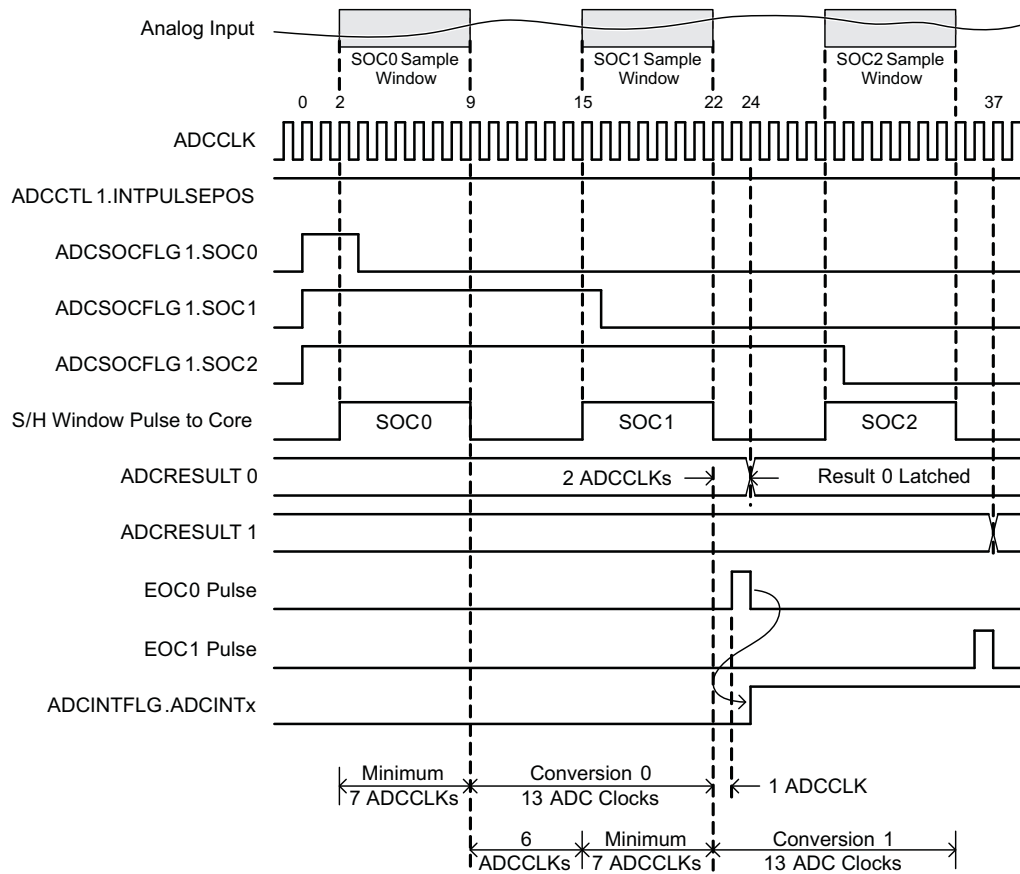 Analog Input
SOC0 Sample
Window
SOC1 Sample
Window
SOC2 Sample
Window
0 2 9 15 22 24 37
ADCCLK
ADCCTL 1.INTPULSEPOS
ADCSOCFLG 1.SOC0
ADCSOCFLG 1.SOC1
ADCSOCFLG 1.SOC2
S/H Window Pulse to Core SOC0 SOC1 SOC2
ADCRESULT 0 2 ADCCLKs Result 0 Latched
ADCRESULT 1
EOC0 Pulse
EOC1 Pulse
ADCINTFLG.ADCINTx
Minimum
7 ADCCLKs
Conversion 0
13 ADC Clocks
1 ADCCLK
6
ADCCLKs
Minimum
7 ADCCLKs
Conversion 1
13 ADC Clocks